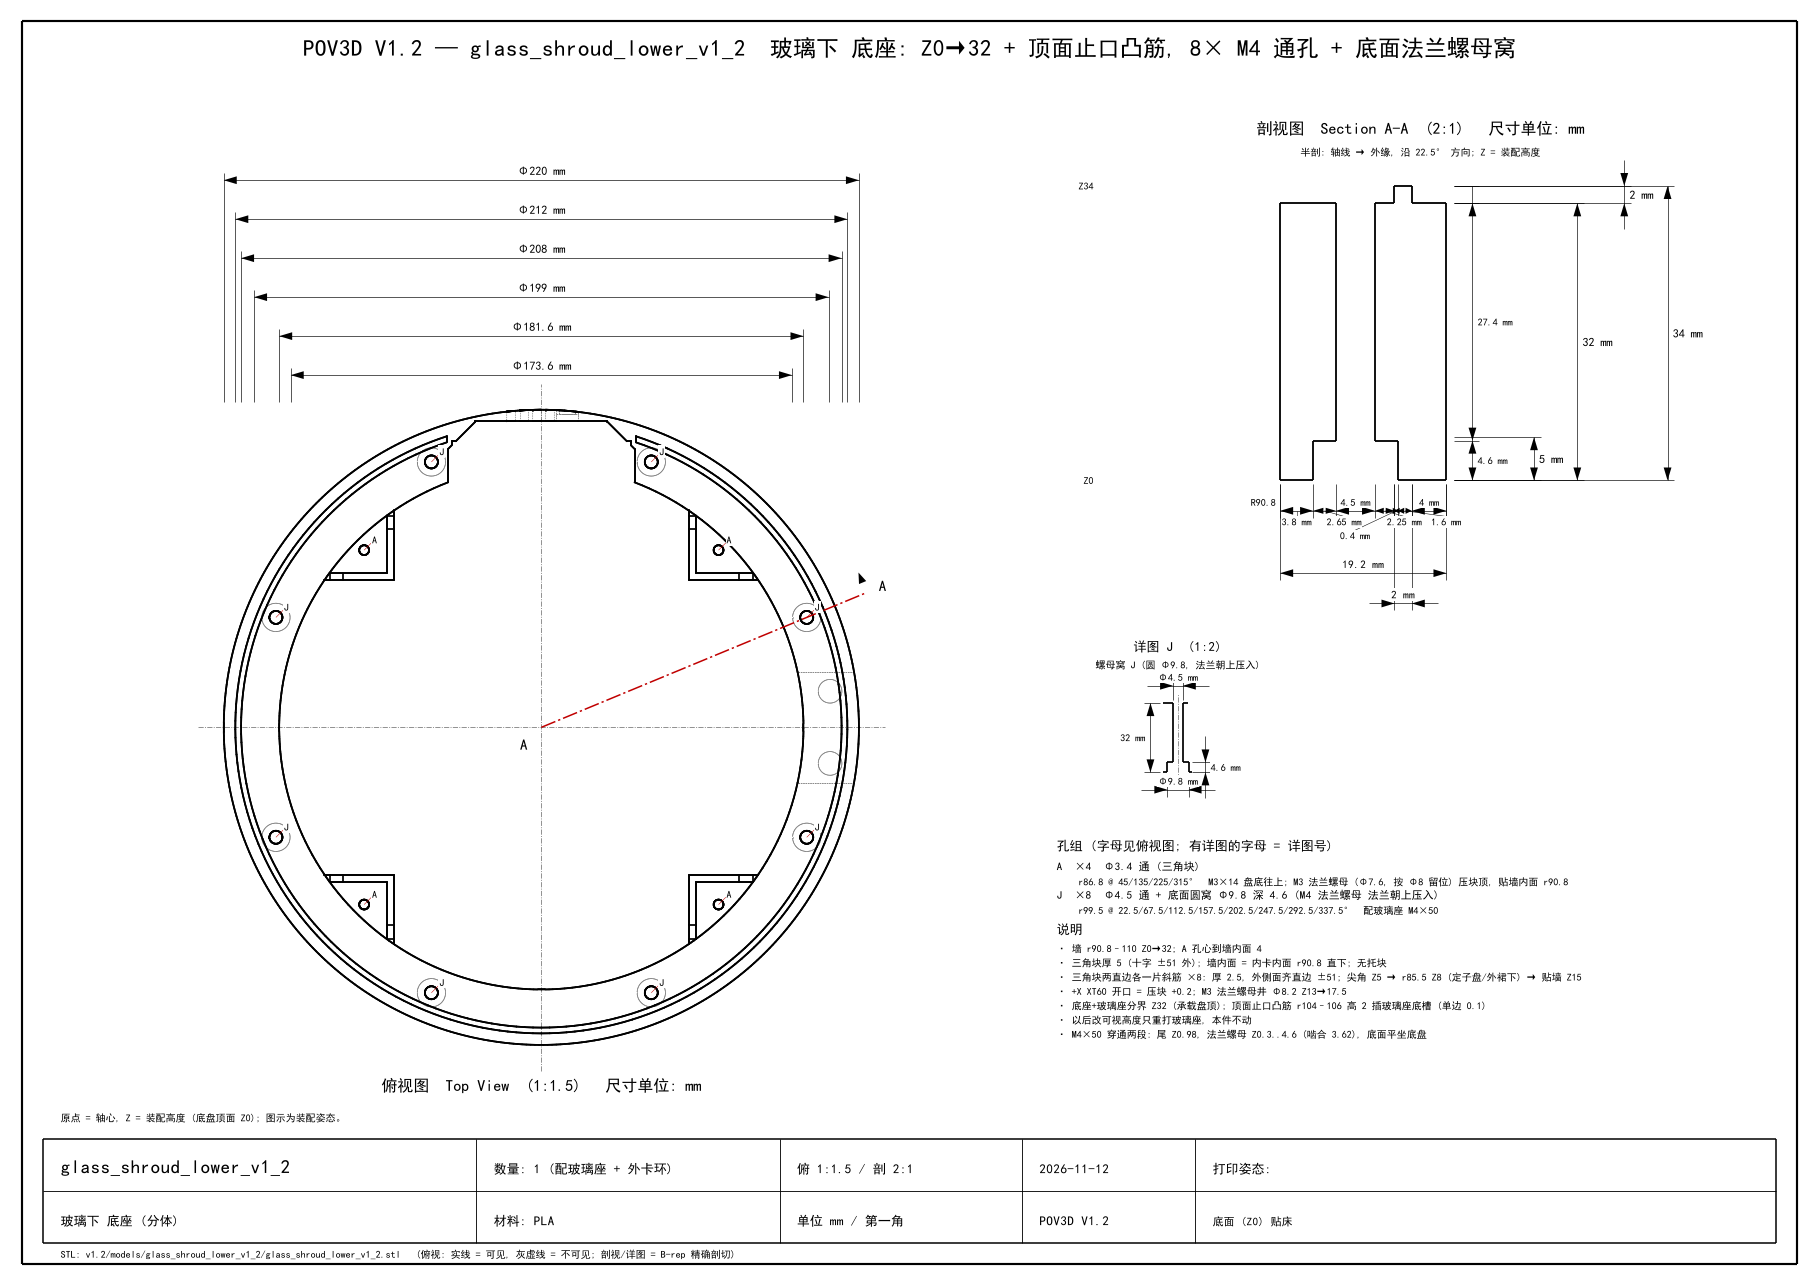 POV3D V1.2 — glass_shroud_lower_v1_2  玻璃下 底座: Z0→32 + 顶面止口凸筋, 8× M4 通孔 + 底面法兰螺母窝
剖视图  Section A-A  (2:1)   尺寸单位: mm
半剖: 轴线 → 外缘, 沿 22.5° 方向; Z = 装配高度
Φ220 mm
Φ212 mm
Φ208 mm
Φ199 mm
Φ181.6 mm
Φ173.6 mm
Z34
2 mm
27.4 mm
32 mm
34 mm
4.6 mm
5 mm
Z0
R90.8
4.5 mm
4 mm
3.8 mm
2.65 mm
2.25 mm
1.6 mm
0.4 mm
19.2 mm
2 mm
J
J
A
A
J
J
A
A
J
J
A
A
J
J
俯视图  Top View  (1:1.5)   尺寸单位: mm
详图 J  (1:2)
螺母窝 J (圆 Φ9.8, 法兰朝上压入)
Φ4.5 mm
32 mm
4.6 mm
Φ9.8 mm
孔组 (字母见俯视图; 有详图的字母 = 详图号)
A  ×4  Φ3.4 通 (三角块)
r86.8 @ 45/135/225/315°  M3×14 盘底往上; M3 法兰螺母 (Φ7.6, 按 Φ8 留位) 压块顶, 贴墙内面 r90.8
J  ×8  Φ4.5 通 + 底面圆窝 Φ9.8 深 4.6 (M4 法兰螺母 法兰朝上压入)
r99.5 @ 22.5/67.5/112.5/157.5/202.5/247.5/292.5/337.5°  配玻璃座 M4×50
说明
· 墙 r90.8–110 Z0→32; A 孔心到墙内面 4
· 三角块厚 5 (十字 ±51 外); 墙内面 = 内卡内面 r90.8 直下; 无托块
· 三角块两直边各一片斜筋 ×8: 厚 2.5, 外侧面齐直边 ±51; 尖角 Z5 → r85.5 Z8 (定子盘/外裙下) → 贴墙 Z15
· +X XT60 开口 = 压块 +0.2; M3 法兰螺母井 Φ8.2 Z13→17.5
· 底座+玻璃座分界 Z32 (承载盘顶); 顶面止口凸筋 r104–106 高 2 插玻璃座底槽 (单边 0.1)
· 以后改可视高度只重打玻璃座, 本件不动
· M4×50 穿通两段: 尾 Z0.98, 法兰螺母 Z0.3..4.6 (啮合 3.62), 底面平坐底盘
原点 = 轴心, Z = 装配高度 (底盘顶面 Z0); 图示为装配姿态。
glass_shroud_lower_v1_2
数量: 1 (配玻璃座 + 外卡环)
俯 1:1.5 / 剖 2:1
2026-11-12
打印姿态:
玻璃下 底座 (分体)
材料: PLA
单位 mm / 第一角
POV3D V1.2
底面 (Z0) 贴床
STL: v1.2/models/glass_shroud_lower_v1_2/glass_shroud_lower_v1_2.stl  (俯视: 实线 = 可见, 灰虚线 = 不可见; 剖视/详图 = B-rep 精确剖切)